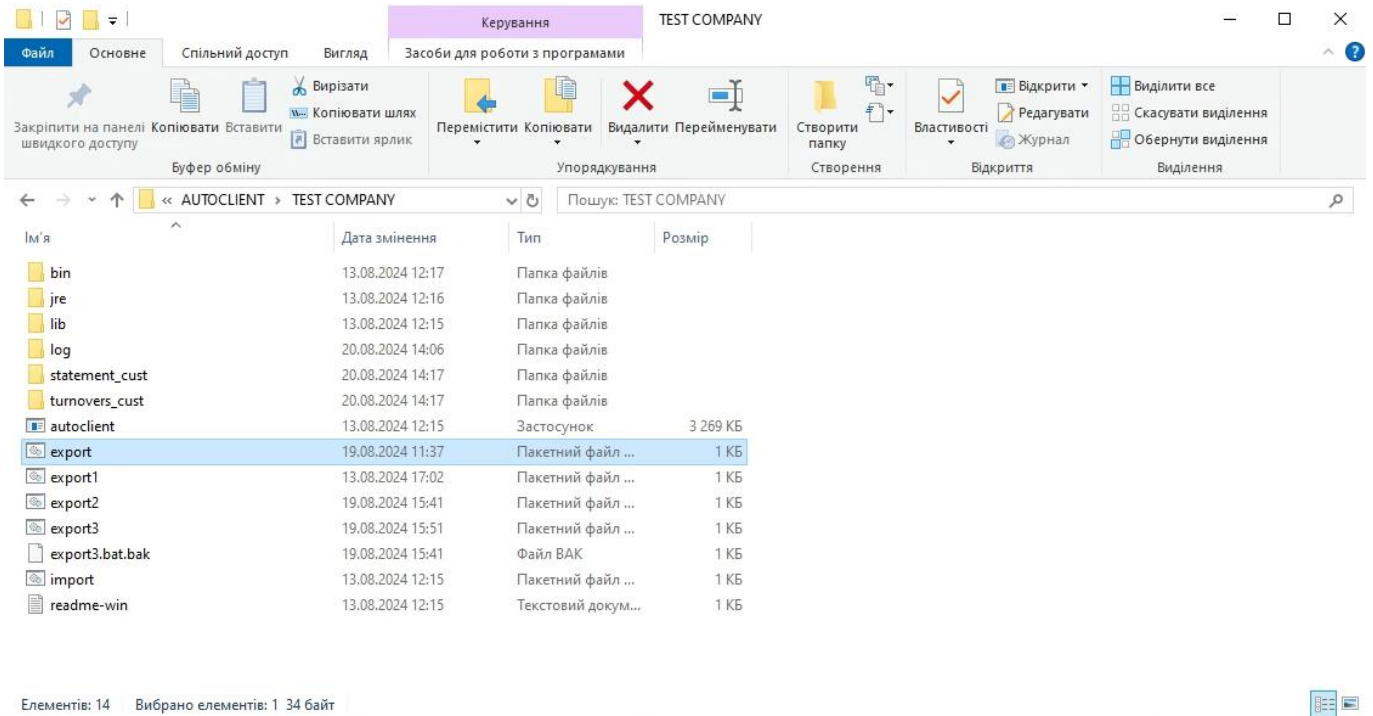 Керування
TEST COMPANY
Файл Основне Спільний доступ Вигляд Засоби для роботи з програмами
Закріпити на панелі швидкого доступу
Копіювати
Вставити
Вирізати
Копіювати шлях
Вставити ярлик
Буфер обміну
Перемістити
Копіювати
Видалити
Перейменувати
Упорядкування
Створити папку
Створення
Властивості
Відкрити
Редагувати
Журнал
Відкриття
Виділити все
Скасувати виділення
Обернути виділення
Виділення
« AUTOCLIENT › TEST COMPANY
Пошук: TEST COMPANY
Ім'я Дата змінення Тип Розмір
bin 13.08.2024 12:17 Папка файлів
jre 13.08.2024 12:16 Папка файлів
lib 13.08.2024 12:15 Папка файлів
log 20.08.2024 14:06 Папка файлів
statement_cust 20.08.2024 14:17 Папка файлів
turnovers_cust 20.08.2024 14:17 Папка файлів
autoclient 13.08.2024 12:15 Застосунок 3 269 КБ
export 19.08.2024 11:37 Пакетний файл ... 1 КБ
export1 13.08.2024 17:02 Пакетний файл ... 1 КБ
export2 19.08.2024 15:41 Пакетний файл ... 1 КБ
export3 19.08.2024 15:51 Пакетний файл ... 1 КБ
export3.bat.bak 19.08.2024 15:41 Файл BAK 1 КБ
import 13.08.2024 12:15 Пакетний файл ... 1 КБ
readme-win 13.08.2024 12:15 Текстовий докум... 1 КБ
Елементів: 14 Вибрано елементів: 1 34 байт